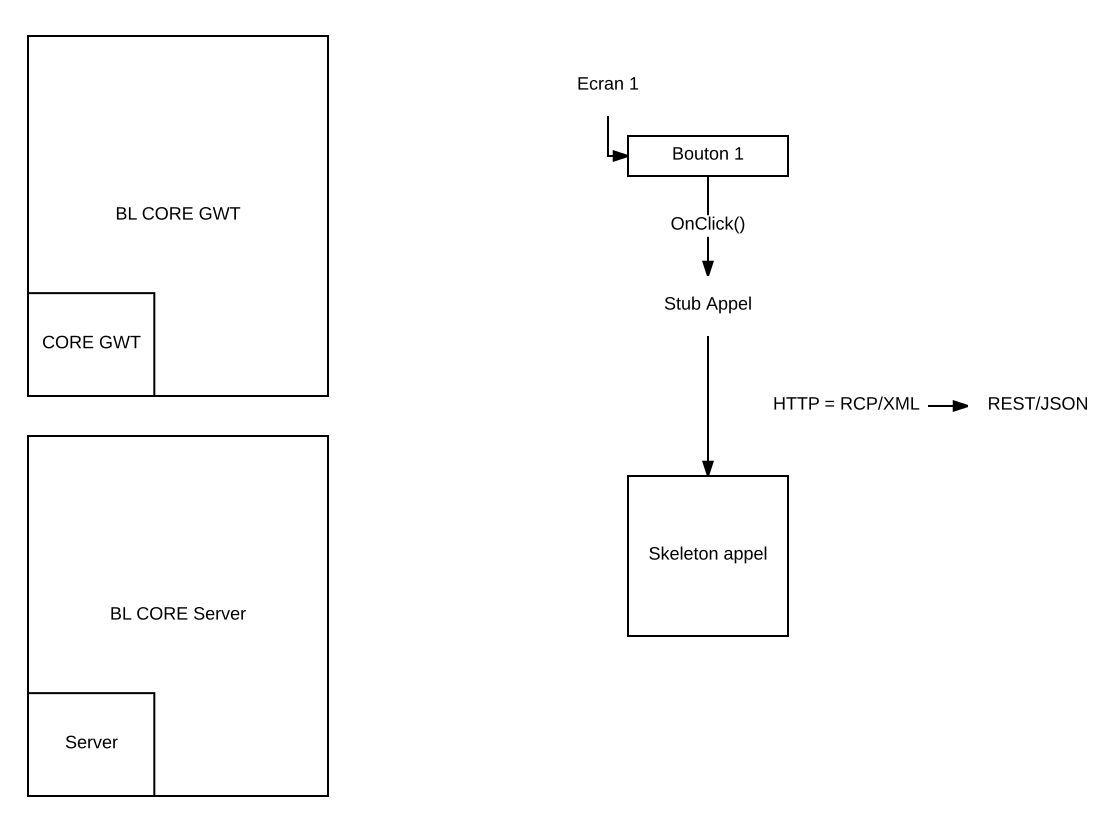 BL CORE GWT
CORE GWT
BL CORE Server
Server
Ecran 1
Bouton 1
OnClick()
Stub Appel
HTTP = RCP/XML
REST/JSON
Skeleton appel